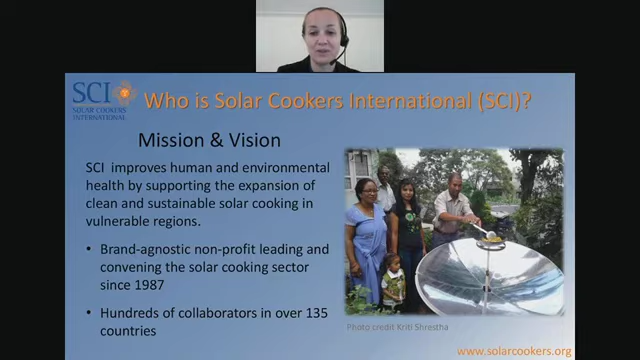 SCI
SOLAR COOKERS
INTERNATIONAL
Who is Solar Cookers International (SCI)?
Mission & Vision
SCI improves human and environmental
health by supporting the expansion of
clean and sustainable solar cooking in
vulnerable regions.
• Brand-agnostic non-profit leading and
convening the solar cooking sector
since 1987
• Hundreds of collaborators in over 135
countries
Photo credit Kriti Shrestha
www.solarcookers.org